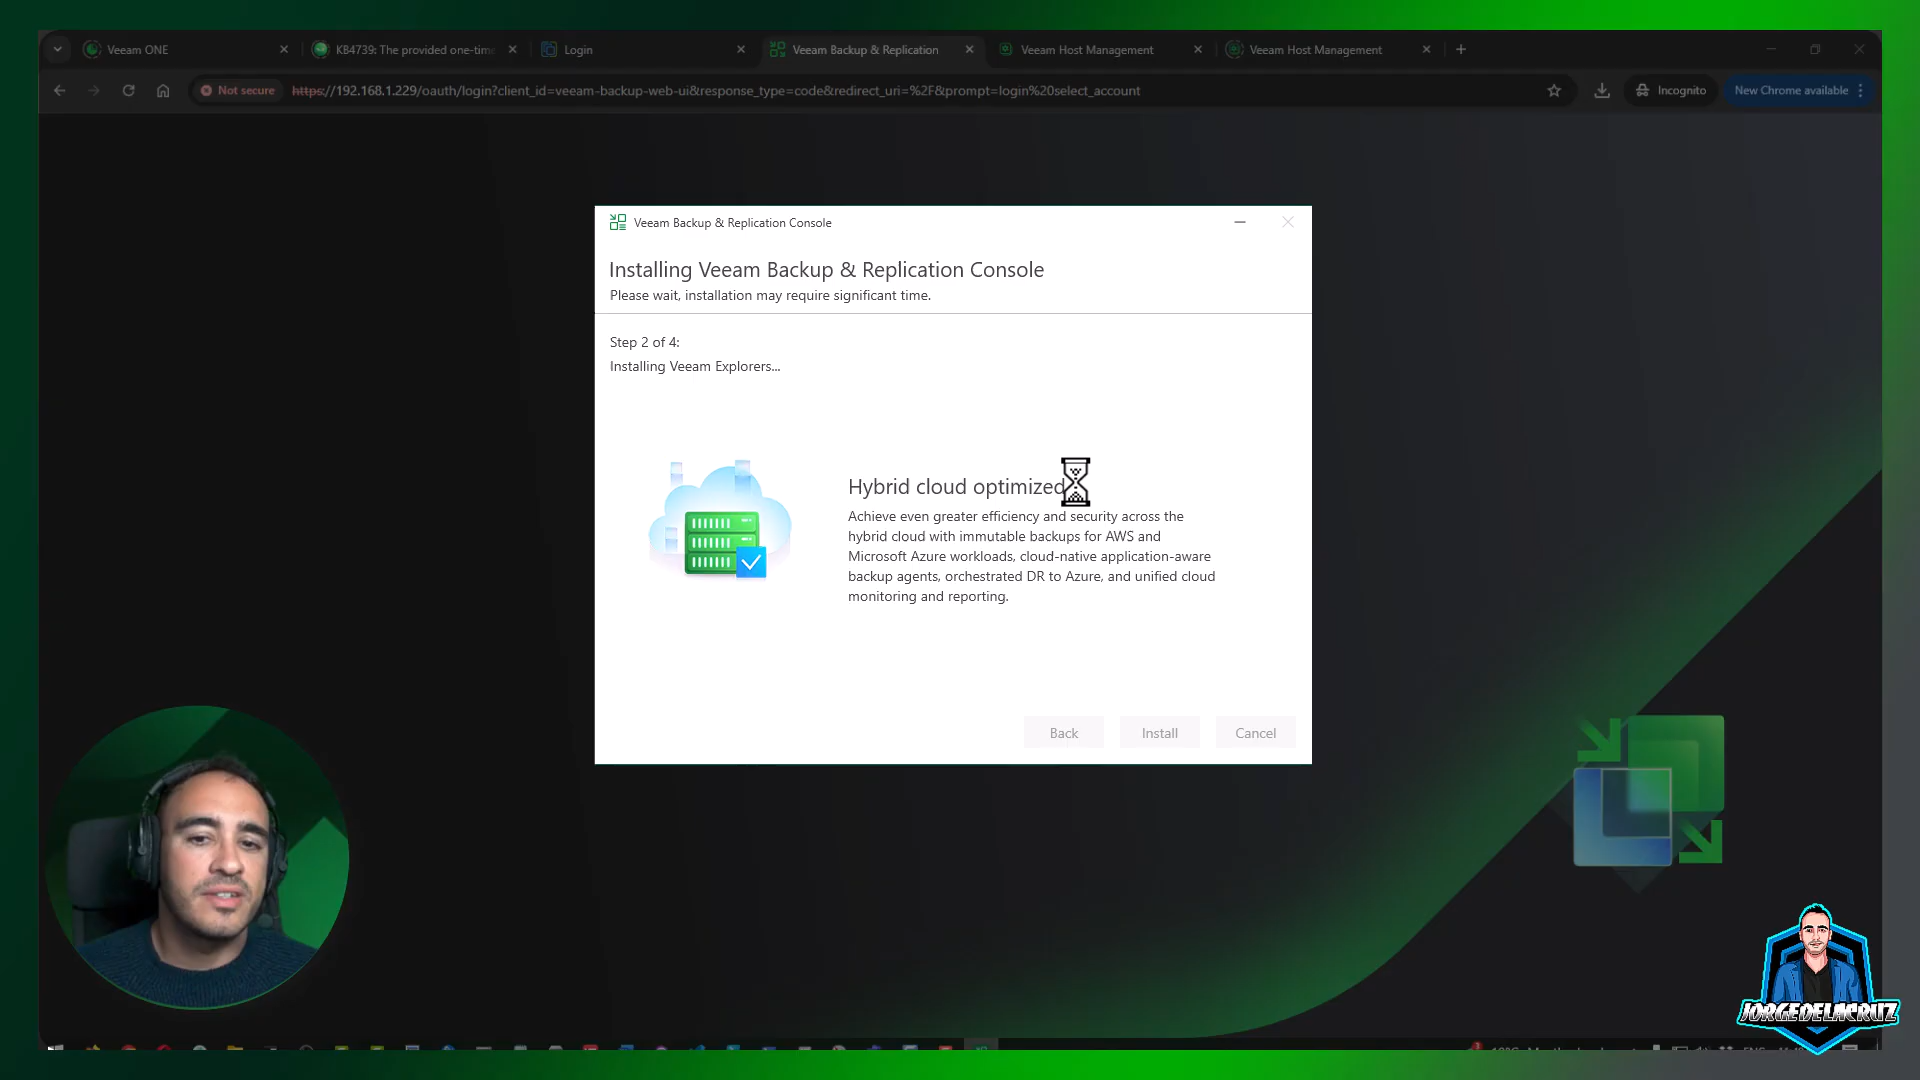 Veeam ONE
KB4739: The provided one-time
Login
Veeam Backup & Replication
Veeam Host Management
Veeam Host Management
Not secure
https://192.168.1.229/oauth/login?client_id=veeam-backup-web-ui&response_type=code&redirect_uri=%2F&prompt=login%20select_account
Incognito
New Chrome available
Veeam Backup & Replication Console
Installing Veeam Backup & Replication Console
Please wait, installation may require significant time.
Step 2 of 4:
Installing Veeam Explorers...
Hybrid cloud optimized
Achieve even greater efficiency and security across the
hybrid cloud with immutable backups for AWS and
Microsoft Azure workloads, cloud-native application-aware
backup agents, orchestrated DR to Azure, and unified cloud
monitoring and reporting.
Back
Install
Cancel
JORGEDELACRUZ